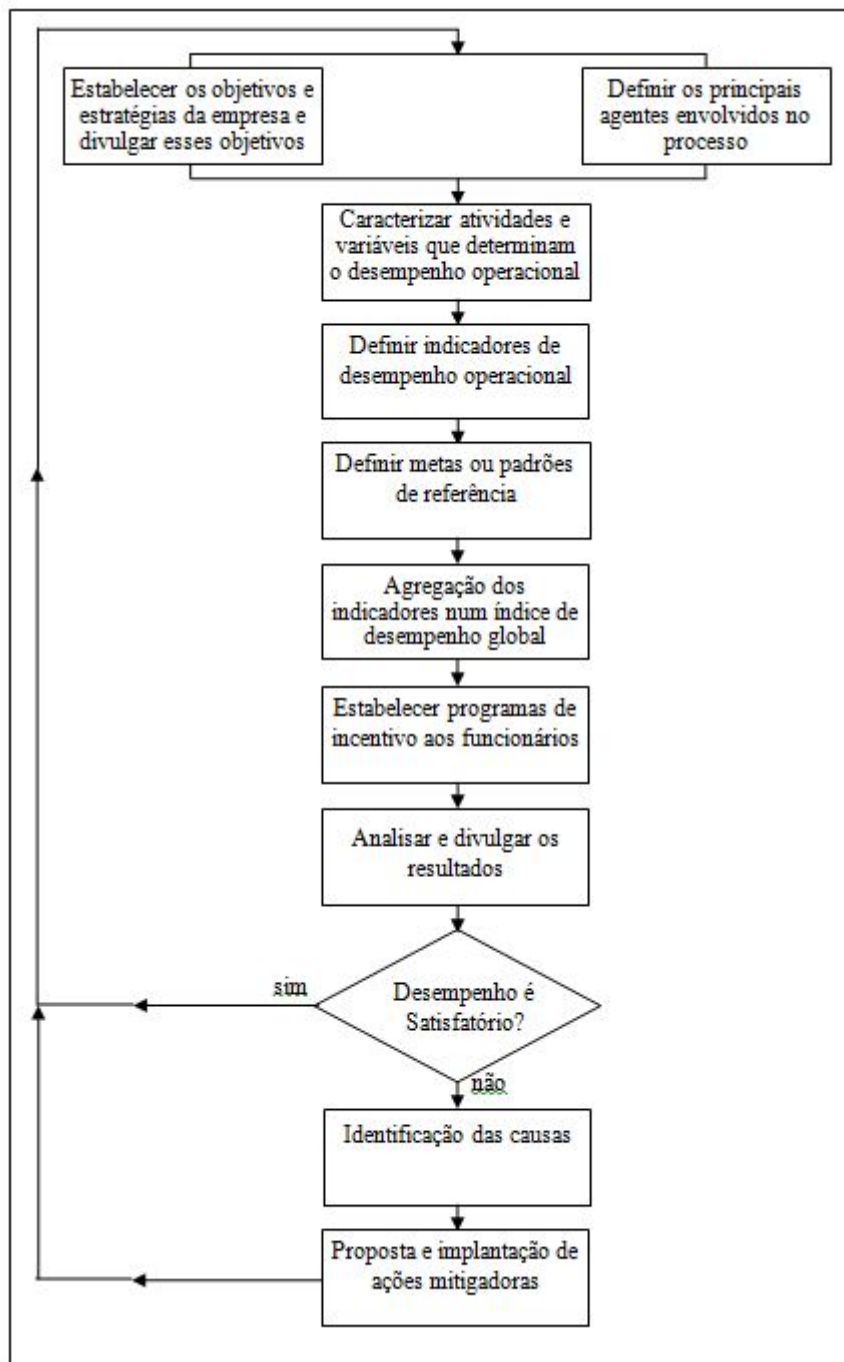 Estabelecer os objetivos e
estratégias da empresa e
divulgar esses objetivos
Definir os principais
agentes envolvidos no
processo
Caracterizar atividades e
variáveis que determinam
o desempenho operacional
Definir indicadores de
desempenho operacional
Definir metas ou padrões
de referência
Agregação dos
indicadores num índice de
desempenho global
Estabelecer programas de
incentivo aos funcionários
Analisar e divulgar os
resultados
sim
Desempenho é
Satisfatório?
não
Identificação das causas
Proposta e implantação de
ações mitigadoras